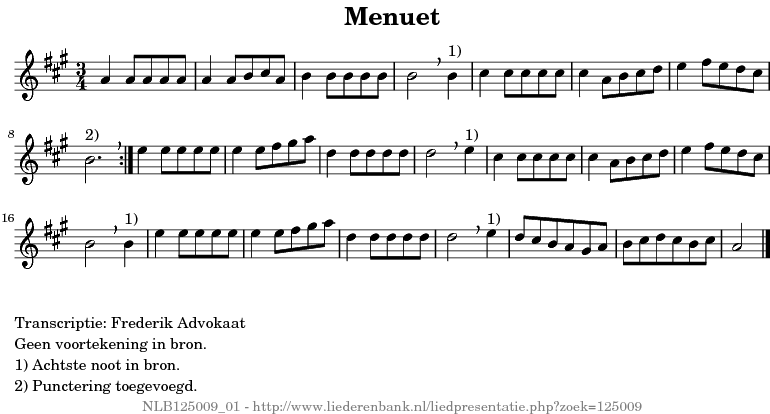 Menuet
1)
8
2)
1)
1)
16
1)
1)
Transcriptie: Frederik Advokaat
Geen voortekening in bron.
1) Achtste noot in bron.
2) Punctering toegevoegd.
NLB125009_01 - http://www.liederenbank.nl/liedpresentatie.php?zoek=125009